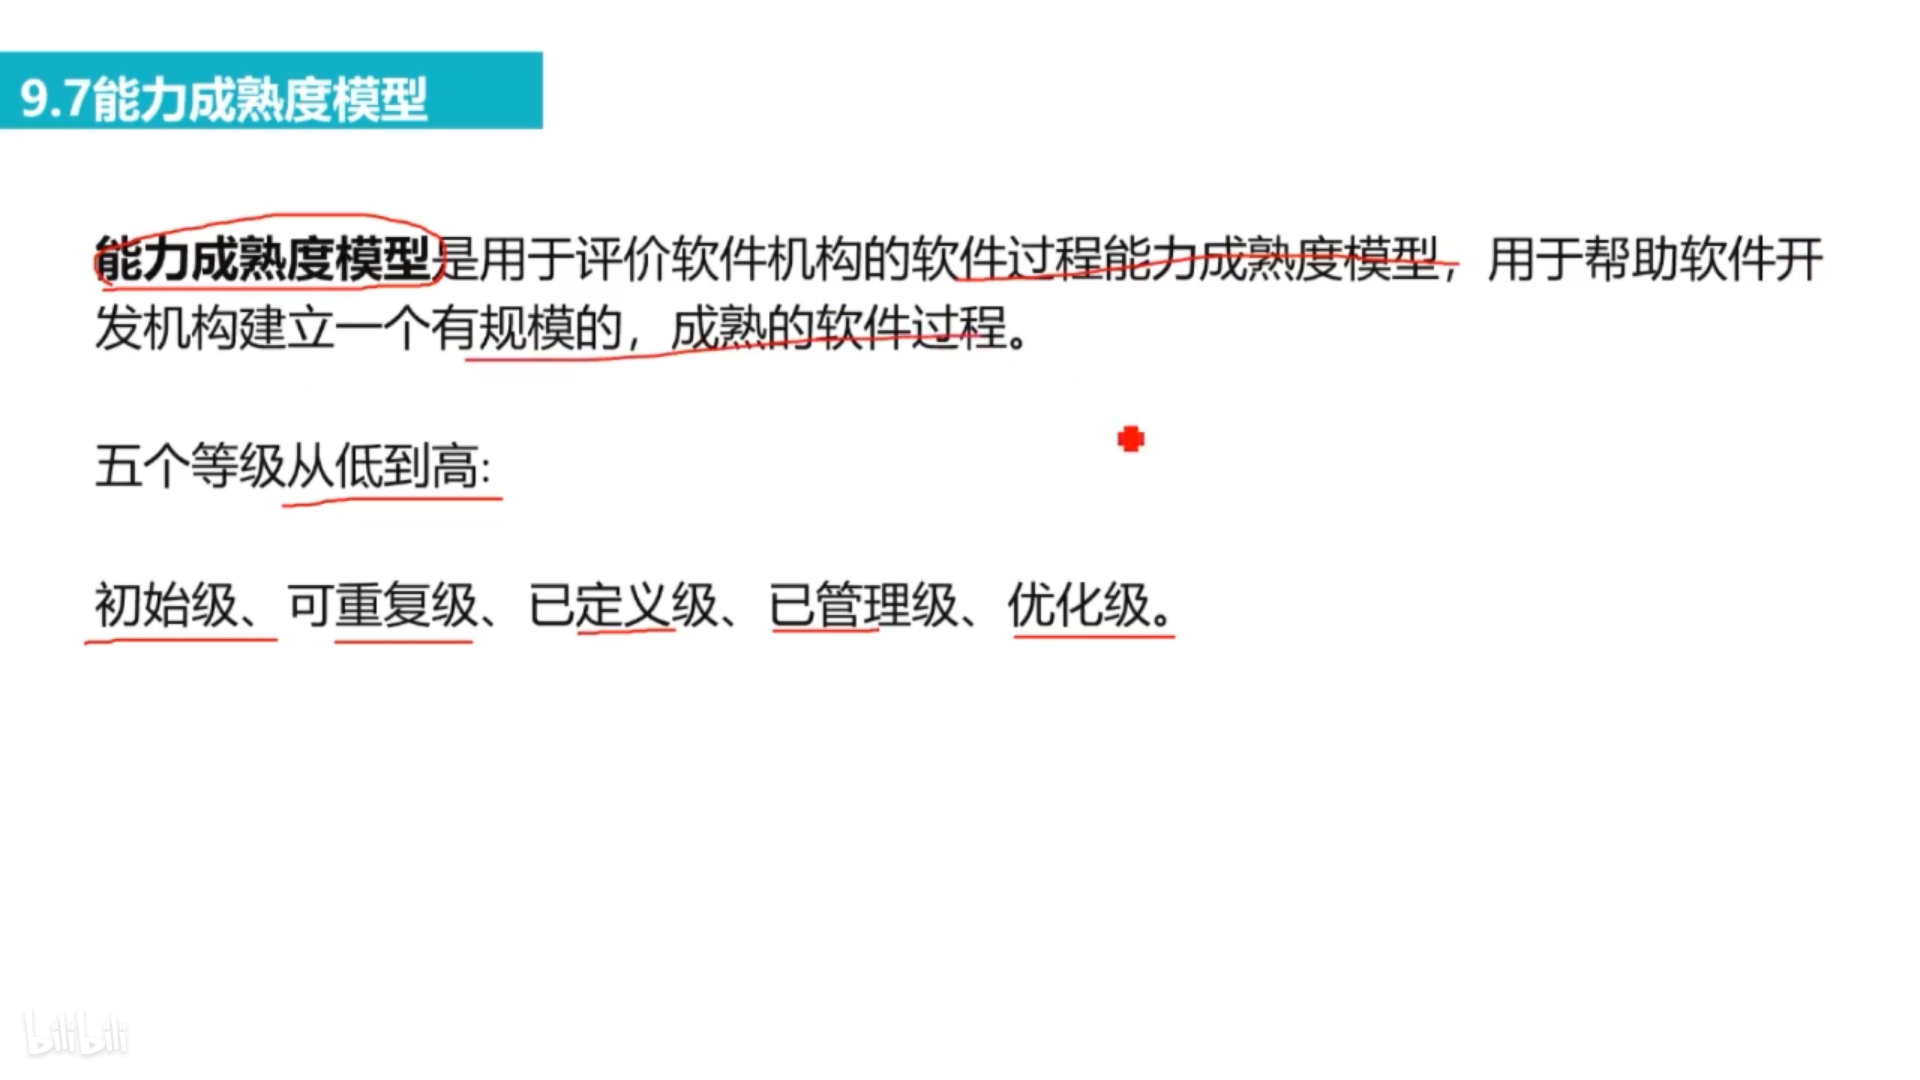 9.7能力成熟度模型
能力成熟度模型是用于评价软件机构的软件过程能力成熟度模型，用于帮助软件开
发机构建立一个有规模的，成熟的软件过程。
五个等级从低到高:
初始级、可重复级、已定义级、已管理级、优化级。
bilibili